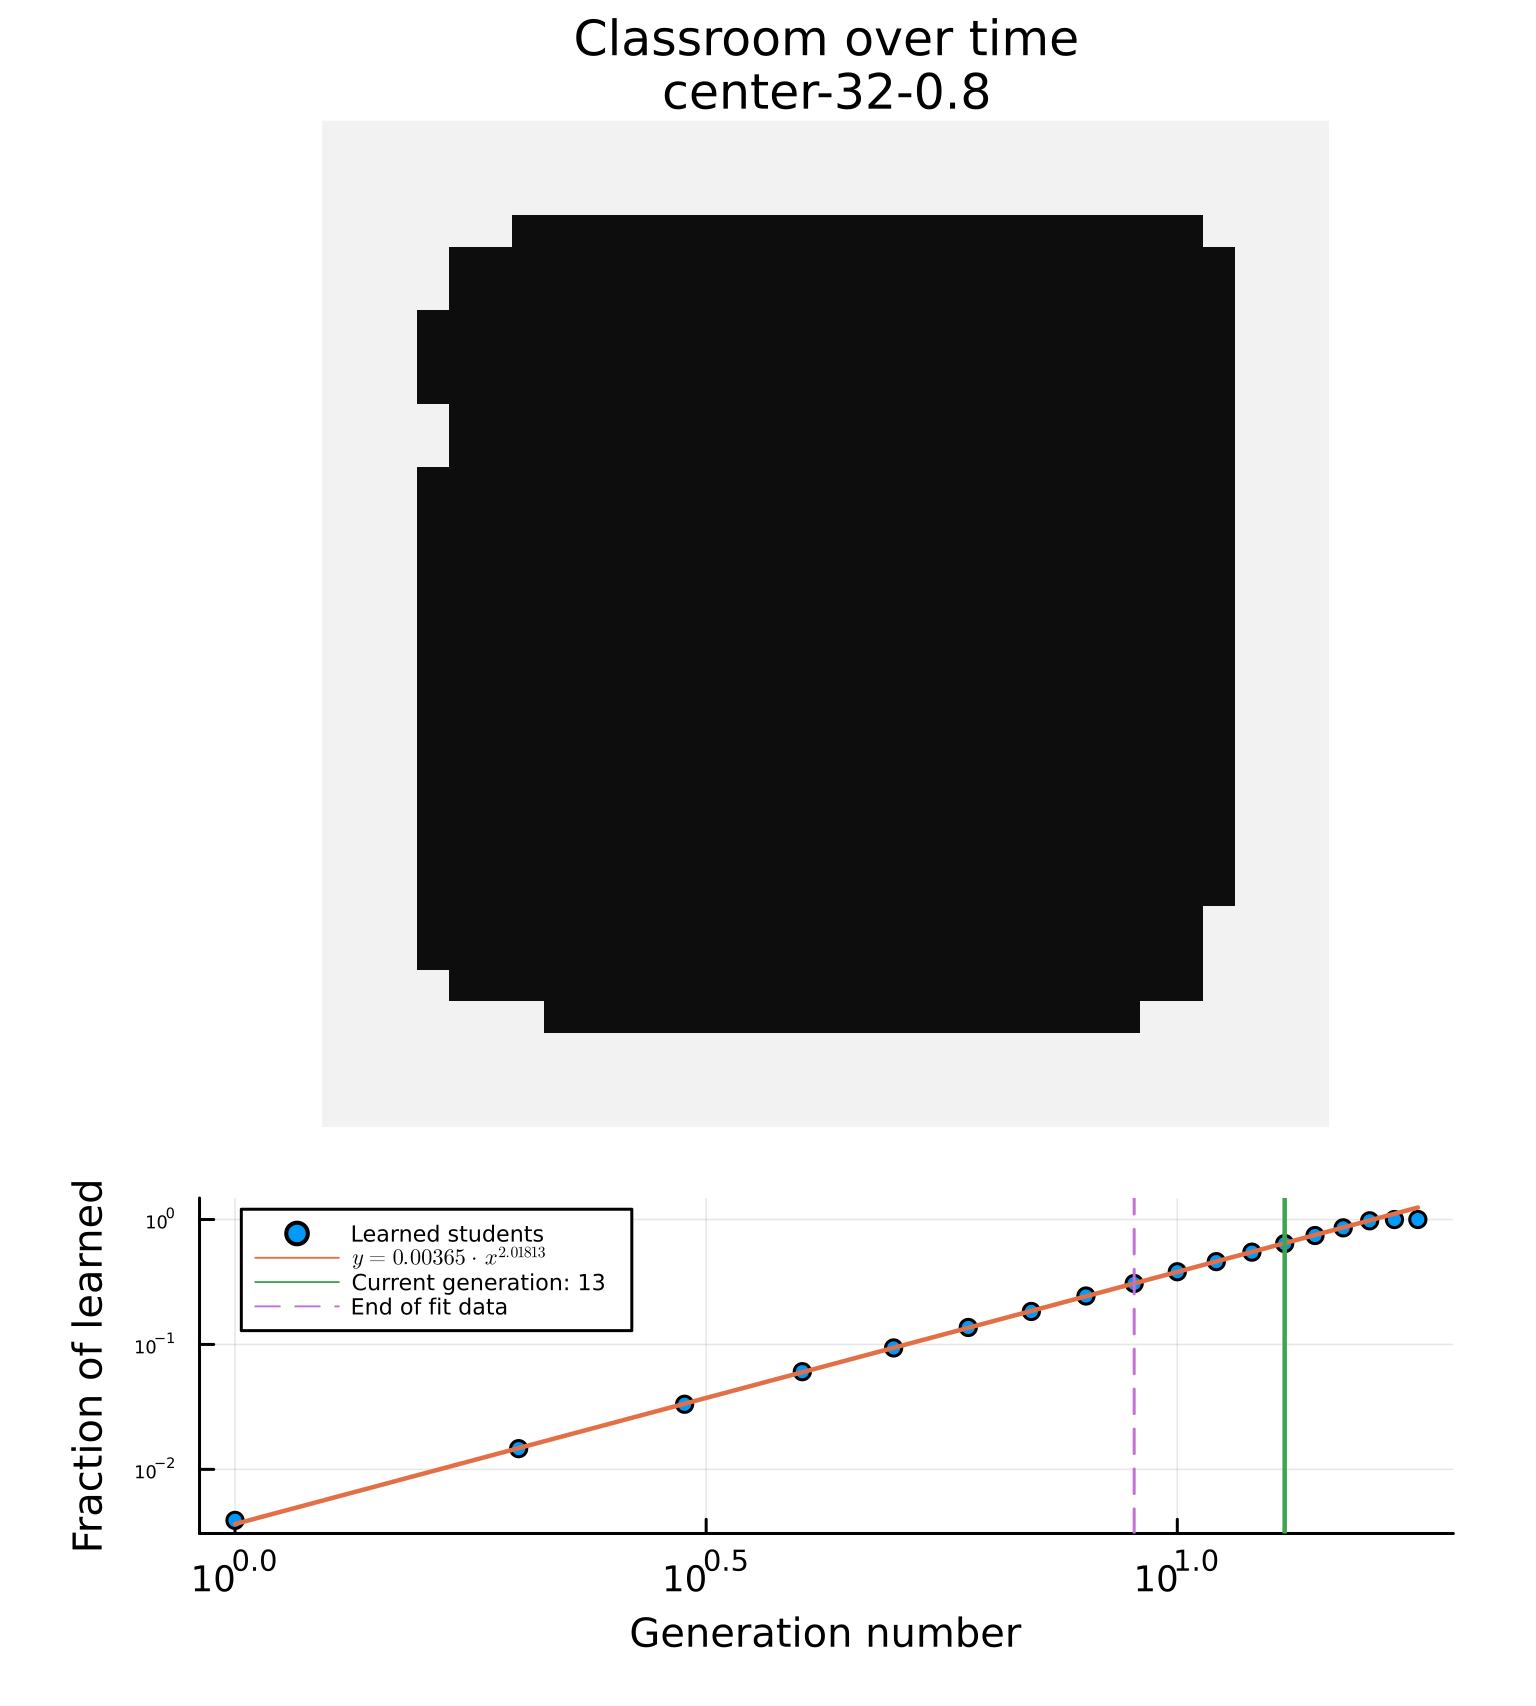 Classroom over time
center-32-0.8
Fraction of learned
10⁰
10⁻¹
10⁻²
Learned students
y = 0.00365 · x^2.01813
Current generation: 13
End of fit data
10^0.0 10^0.5 10^1.0
Generation number